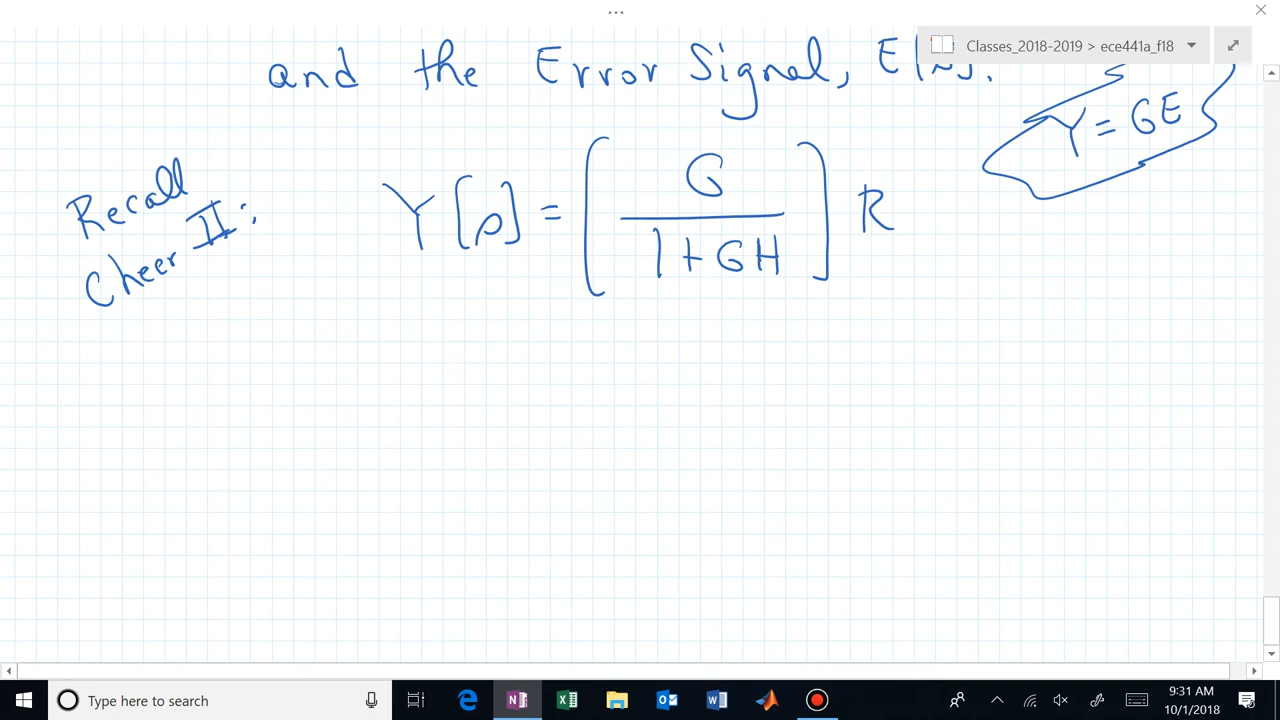 Classes_2018-2019 > ece441a_f18
and the Error Signal,
Y = GE
Recall
Cheer II:
Y[s] = [ G / 1 + GH ] R
Type here to search
9:31 AM
10/1/2018